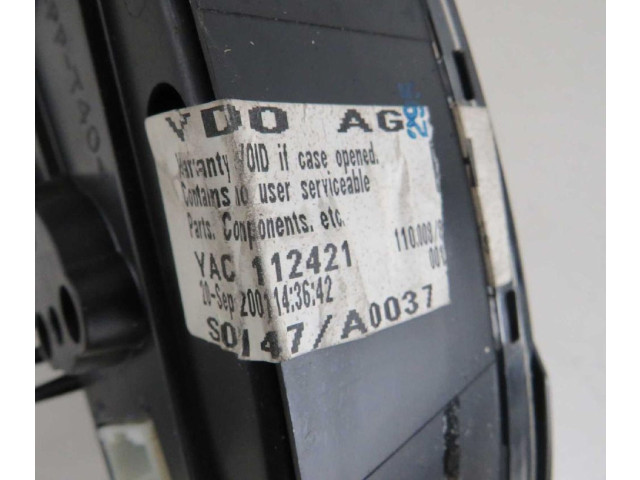 VDO AG
Warranty VOID if case opened.
Contains no user serviceable
Parts. Components. etc.
YAC 112421
110.008/
001
20-Sep 2001 14:36:42
S0147/A0037